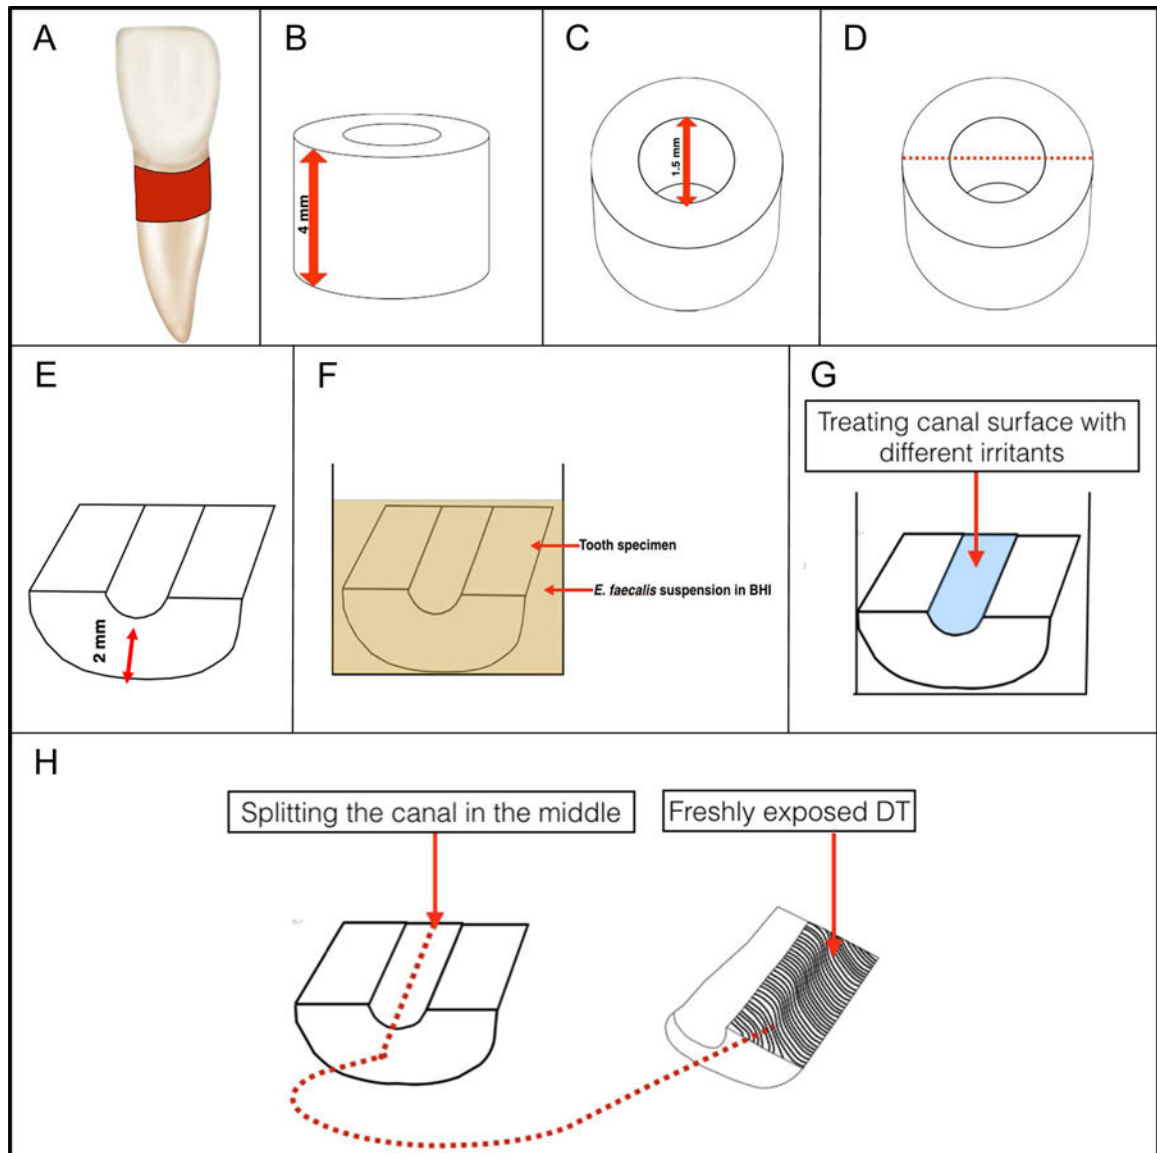 A
B
C
D
4 mm
1.5 mm
E
F
G
2 mm
Tooth specimen
E. faecalis suspension in BHI
Treating canal surface with
different irritants
H
Splitting the canal in the middle
Freshly exposed DT